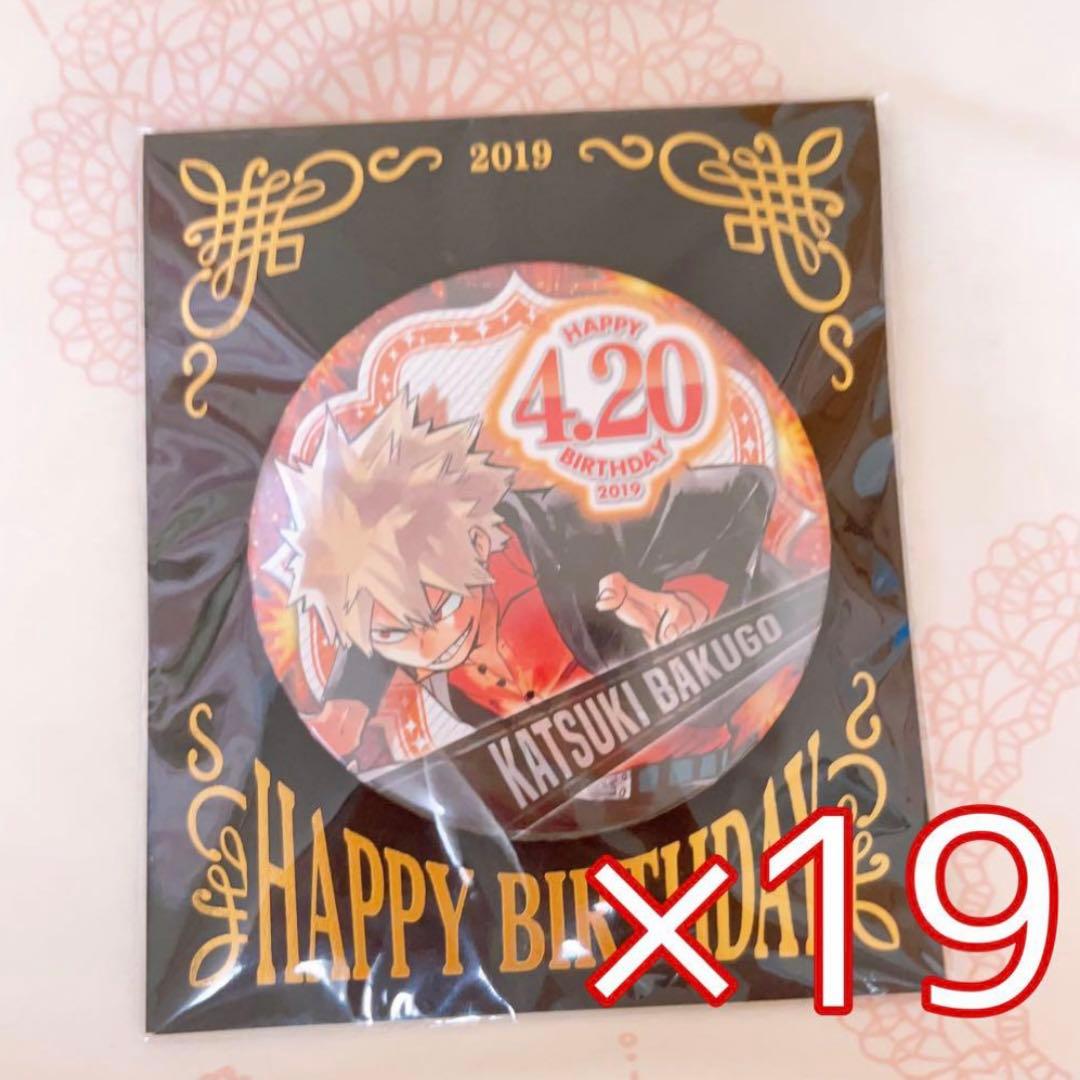 2019
HAPPY
4.20
BIRTHDAY
2019
KATSUKI BAKUGO
HAPPY BIRTHDAY
×19